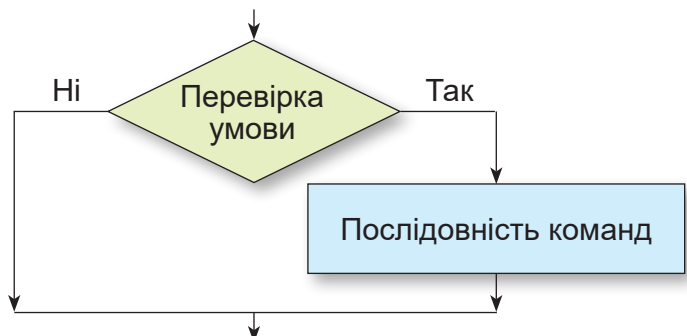 Ні
Перевірка
умови
Так
Послідовність команд